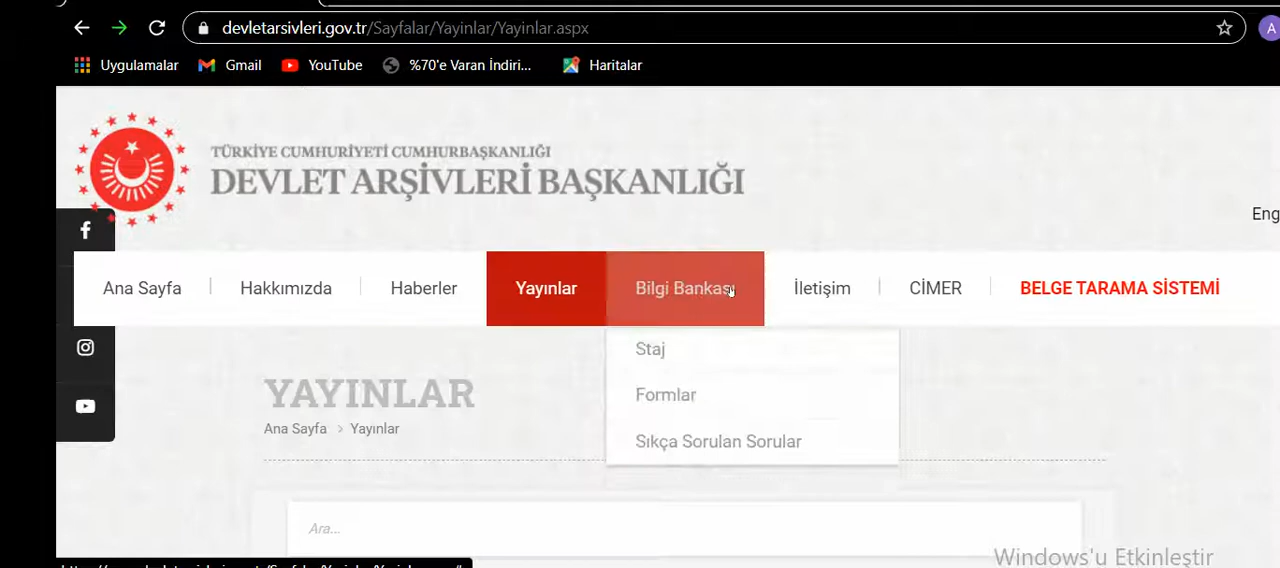 devletarsivleri.gov.tr/Sayfalar/Yayinlar/Yayinlar.aspx
A
Uygulamalar Gmail YouTube %70'e Varan İndiri... Haritalar
TÜRKİYE CUMHURİYETİ CUMHURBAŞKANLIĞI
DEVLET ARŞİVLERİ BAŞKANLIĞI
Eng
Ana Sayfa Hakkımızda Haberler Yayınlar Bilgi Bankası İletişim CİMER BELGE TARAMA SİSTEMİ
Staj
Formlar
Sıkça Sorulan Sorular
YAYINLAR
Ana Sayfa > Yayınlar
Ara...
Windows'u Etkinleştir